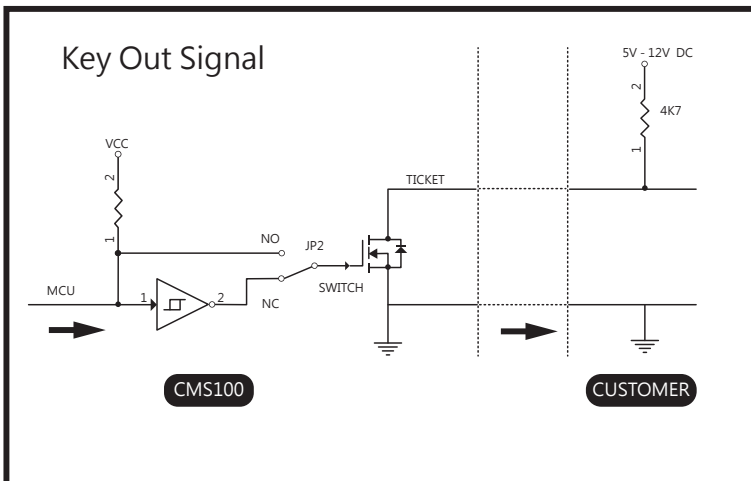 Key Out Signal
5V - 12V DC
2
4K7
1
VCC
2
1
TICKET
NO
JP2
MCU
1
2
NC
SWITCH
CMS100
CUSTOMER